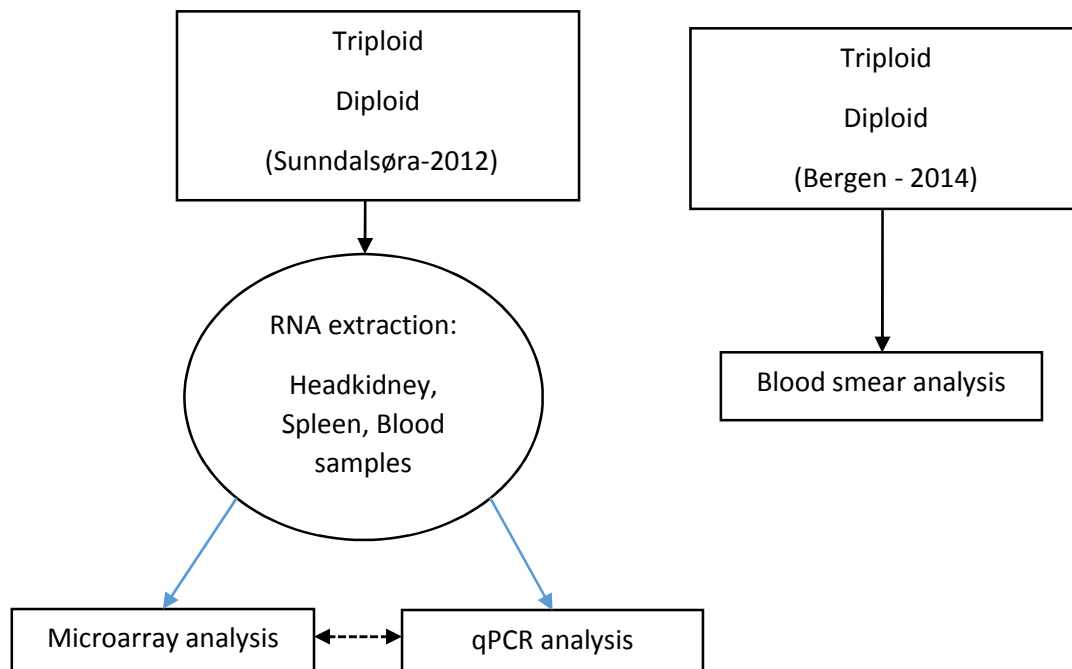 Triploid
Diploid
(Sunndalsøra-2012)
RNA extraction:
Headkidney,
Spleen, Blood
samples
Microarray analysis
qPCR analysis
Triploid
Diploid
(Bergen - 2014)
Blood smear analysis